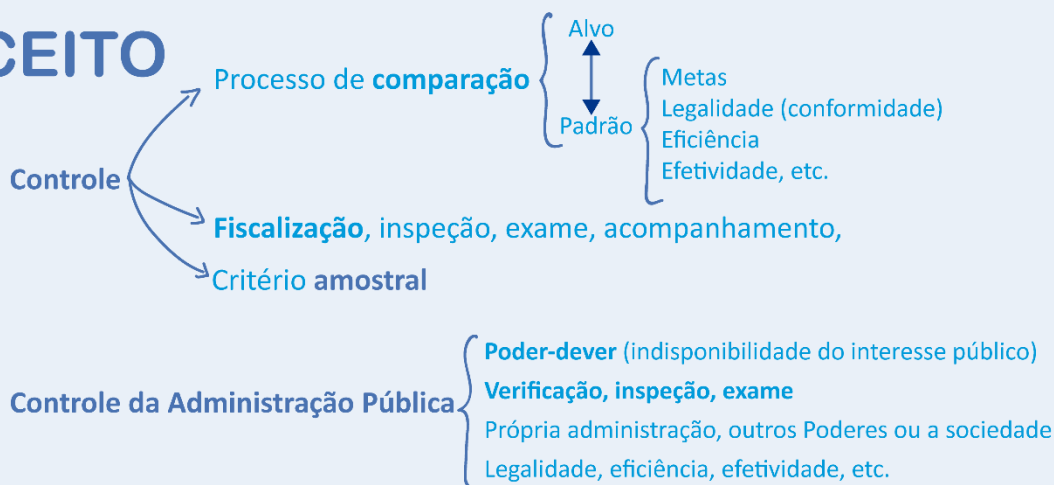 CEITO
Alvo
Processo de comparação
Padrão
Metas
Legalidade (conformidade)
Eficiência
Efetividade, etc.
Controle
Fiscalização, inspeção, exame, acompanhamento,
Critério amostral
Controle da Administração Pública
Poder-dever (indisponibilidade do interesse público)
Verificação, inspeção, exame
Própria administração, outros Poderes ou a sociedade
Legalidade, eficiência, efetividade, etc.